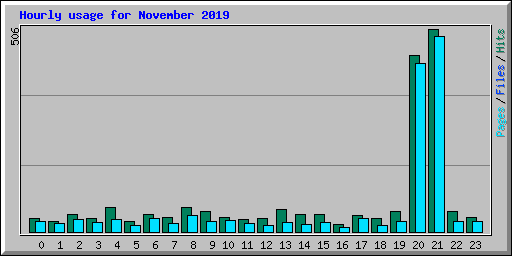 Hourly usage for November 2019
506
Pages/Files/Hits
0 1 2 3 4 5 6 7 8 9 10 11 12 13 14 15 16 17 18 19 20 21 22 23